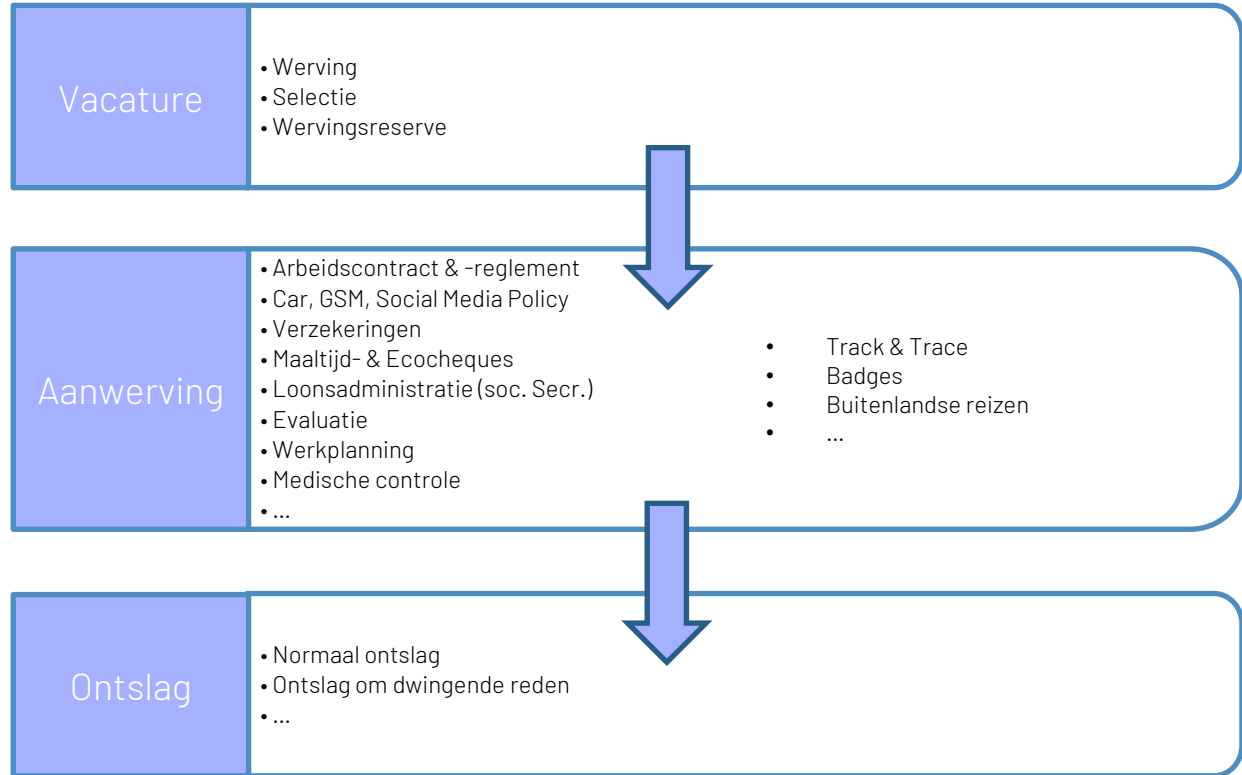 Vacature
• Werving
• Selectie
• Wervingsreserve
Aanwerving
• Arbeidscontract & -reglement
• Car, GSM, Social Media Policy
• Verzekeringen
• Maaltijd- & Ecocheques
• Loonsadministratie (soc. Secr.)
• Evaluatie
• Werkplanning
• Medische controle
• ...
• Track & Trace
• Badges
• Buitenlandse reizen
• ...
Ontslag
• Normaal ontslag
• Ontslag om dwingende reden
• ...